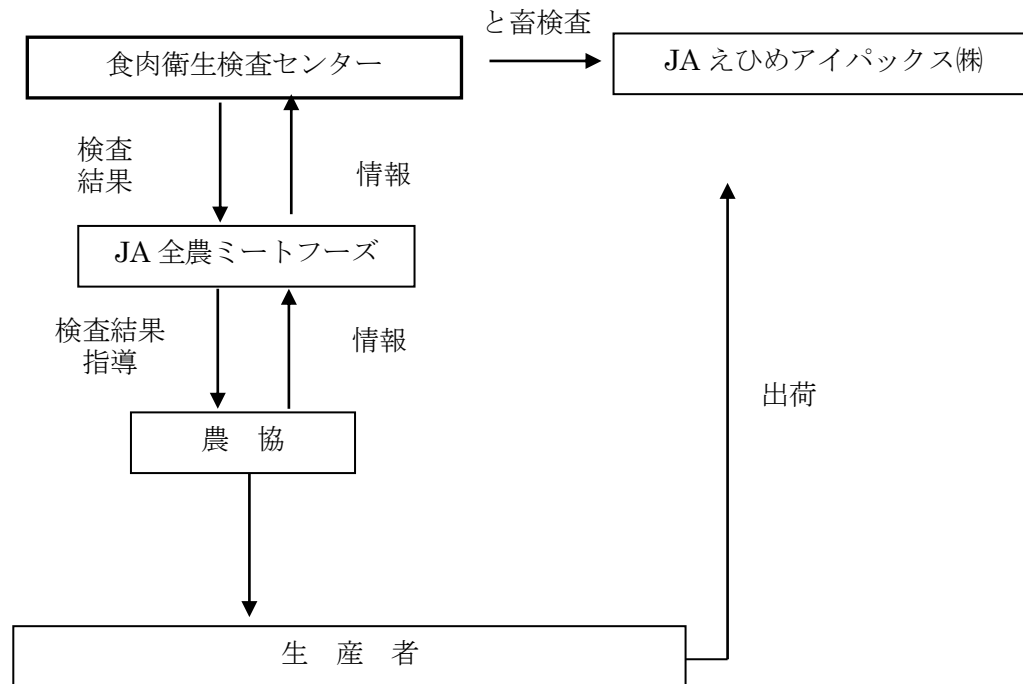 と畜検査
食肉衛生検査センター
JA えひめアイパックス㈱
検査
結果
情報
JA 全農ミートフーズ
検査結果
指導
情報
出荷
農　協
生　産　者